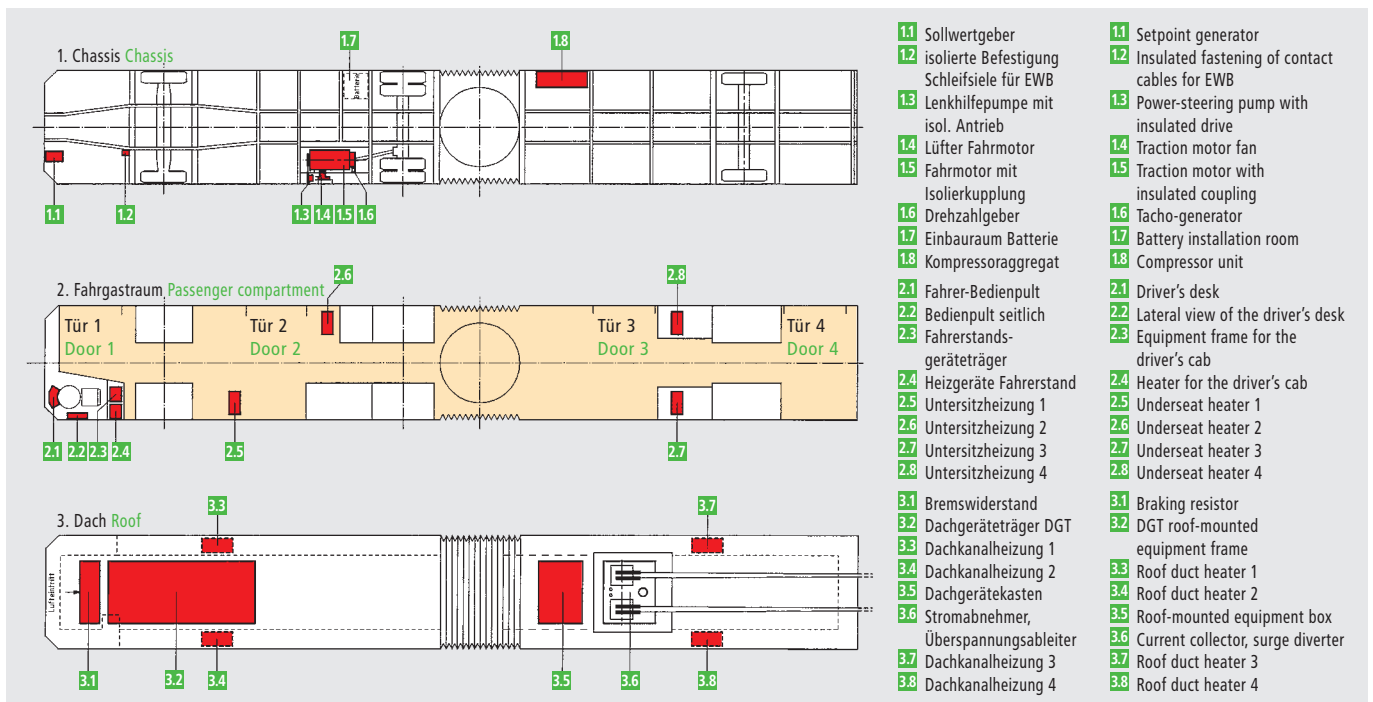 1. Chassis Chassis
1.7
1.8
Batterie
1.1
1.2
1.3
1.4
1.5
1.6
2. Fahrgastraum Passenger compartment
2.6
2.8
Tür 1
Door 1
Tür 2
Door 2
Tür 3
Door 3
Tür 4
Door 4
2.1
2.2
2.3
2.4
2.5
2.7
3. Dach Roof
3.3
3.7
Lufteintritt
3.1
3.2
3.4
3.5
3.6
3.8
1.1 Sollwertgeber
1.2 isolierte Befestigung
Schleifsiele für EWB
1.3 Lenkhilfepumpe mit
isol. Antrieb
1.4 Lüfter Fahrmotor
1.5 Fahrmotor mit
Isolierkupplung
1.6 Drehzahlgeber
1.7 Einbauraum Batterie
1.8 Kompressoraggregat
2.1 Fahrer-Bedienpult
2.2 Bedienpult seitlich
2.3 Fahrerstands-
geräteträger
2.4 Heizgeräte Fahrerstand
2.5 Untersitzheizung 1
2.6 Untersitzheizung 2
2.7 Untersitzheizung 3
2.8 Untersitzheizung 4
3.1 Bremswiderstand
3.2 Dachgeräteträger DGT
3.3 Dachkanalheizung 1
3.4 Dachkanalheizung 2
3.5 Dachgerätekasten
3.6 Stromabnehmer,
Überspannungsableiter
3.7 Dachkanalheizung 3
3.8 Dachkanalheizung 4
1.1 Setpoint generator
1.2 Insulated fastening of contact
cables for EWB
1.3 Power-steering pump with
insulated drive
1.4 Traction motor fan
1.5 Traction motor with
insulated coupling
1.6 Tacho-generator
1.7 Battery installation room
1.8 Compressor unit
2.1 Driver's desk
2.2 Lateral view of the driver's desk
2.3 Equipment frame for the
driver's cab
2.4 Heater for the driver's cab
2.5 Underseat heater 1
2.6 Underseat heater 2
2.7 Underseat heater 3
2.8 Underseat heater 4
3.1 Braking resistor
3.2 DGT roof-mounted
equipment frame
3.3 Roof duct heater 1
3.4 Roof duct heater 2
3.5 Roof-mounted equipment box
3.6 Current collector, surge diverter
3.7 Roof duct heater 3
3.8 Roof duct heater 4